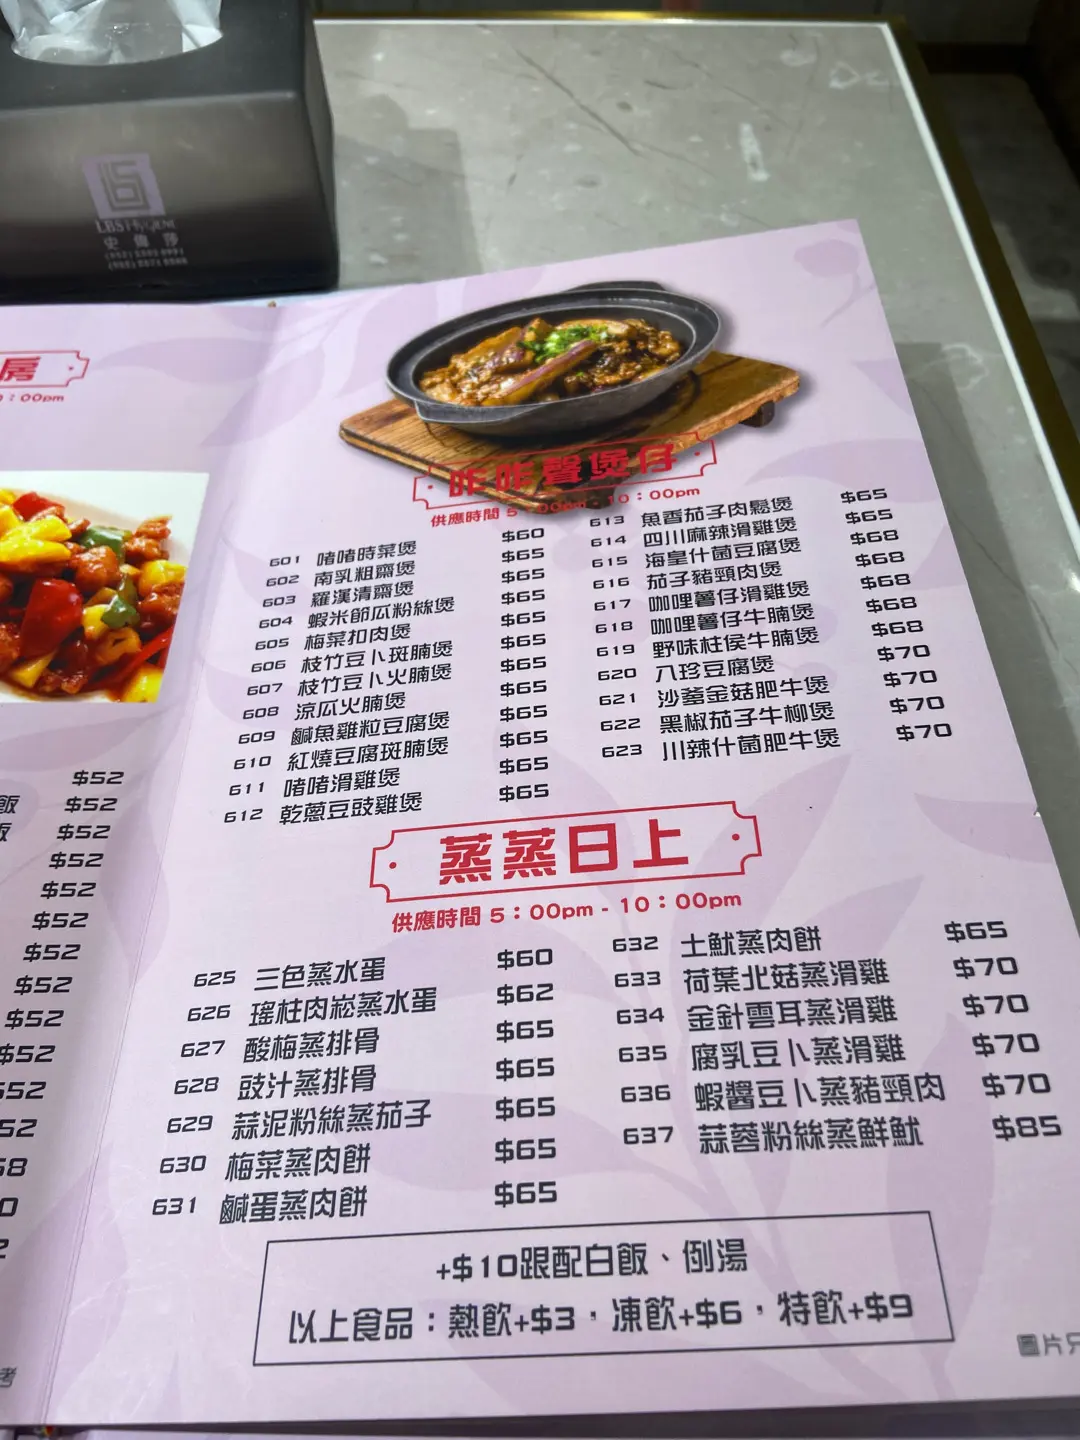 LBS Hygiene
史偉莎
房
:00pm
$52
飯 $52
$52
$52
$52
$52
$52
$52
$52
$52
咋咋聲煲仔
供應時間 5:00pm - 10:00pm
601 啫啫時菜煲 $60
602 南乳粗齋煲 $65
603 羅漢清齋煲 $65
604 蝦米節瓜粉絲煲 $65
605 梅菜扣肉煲 $65
606 枝竹豆卜斑腩煲 $65
607 枝竹豆卜火腩煲 $65
608 涼瓜火腩煲 $65
609 鹹魚雞粒豆腐煲 $65
610 紅燒豆腐斑腩煲 $65
611 啫啫滑雞煲 $65
612 乾蔥豆豉雞煲 $65
613 魚香茄子肉鬆煲 $65
614 四川麻辣滑雞煲 $65
615 海皇什菌豆腐煲 $68
616 茄子豬頸肉煲 $68
617 咖哩薯仔滑雞煲 $68
618 咖哩薯仔牛腩煲 $68
619 野味柱侯牛腩煲 $68
620 八珍豆腐煲 $70
621 沙爹金菇肥牛煲 $70
622 黑椒茄子牛柳煲 $70
623 川辣什菌肥牛煲 $70
蒸蒸日上
供應時間 5:00pm - 10:00pm
625 三色蒸水蛋 $60
626 瑤柱肉崧蒸水蛋 $62
627 酸梅蒸排骨 $65
628 豉汁蒸排骨 $65
629 蒜泥粉絲蒸茄子 $65
630 梅菜蒸肉餅 $65
631 鹹蛋蒸肉餅 $65
632 土魷蒸肉餅 $65
633 荷葉北菇蒸滑雞 $70
634 金針雲耳蒸滑雞 $70
635 腐乳豆卜蒸滑雞 $70
636 蝦醬豆卜蒸豬頸肉 $70
637 蒜蓉粉絲蒸鮮魷 $85
+$10跟配白飯、例湯
以上食品：熱飲+$3，凍飲+$6，特飲+$9
圖片只
考